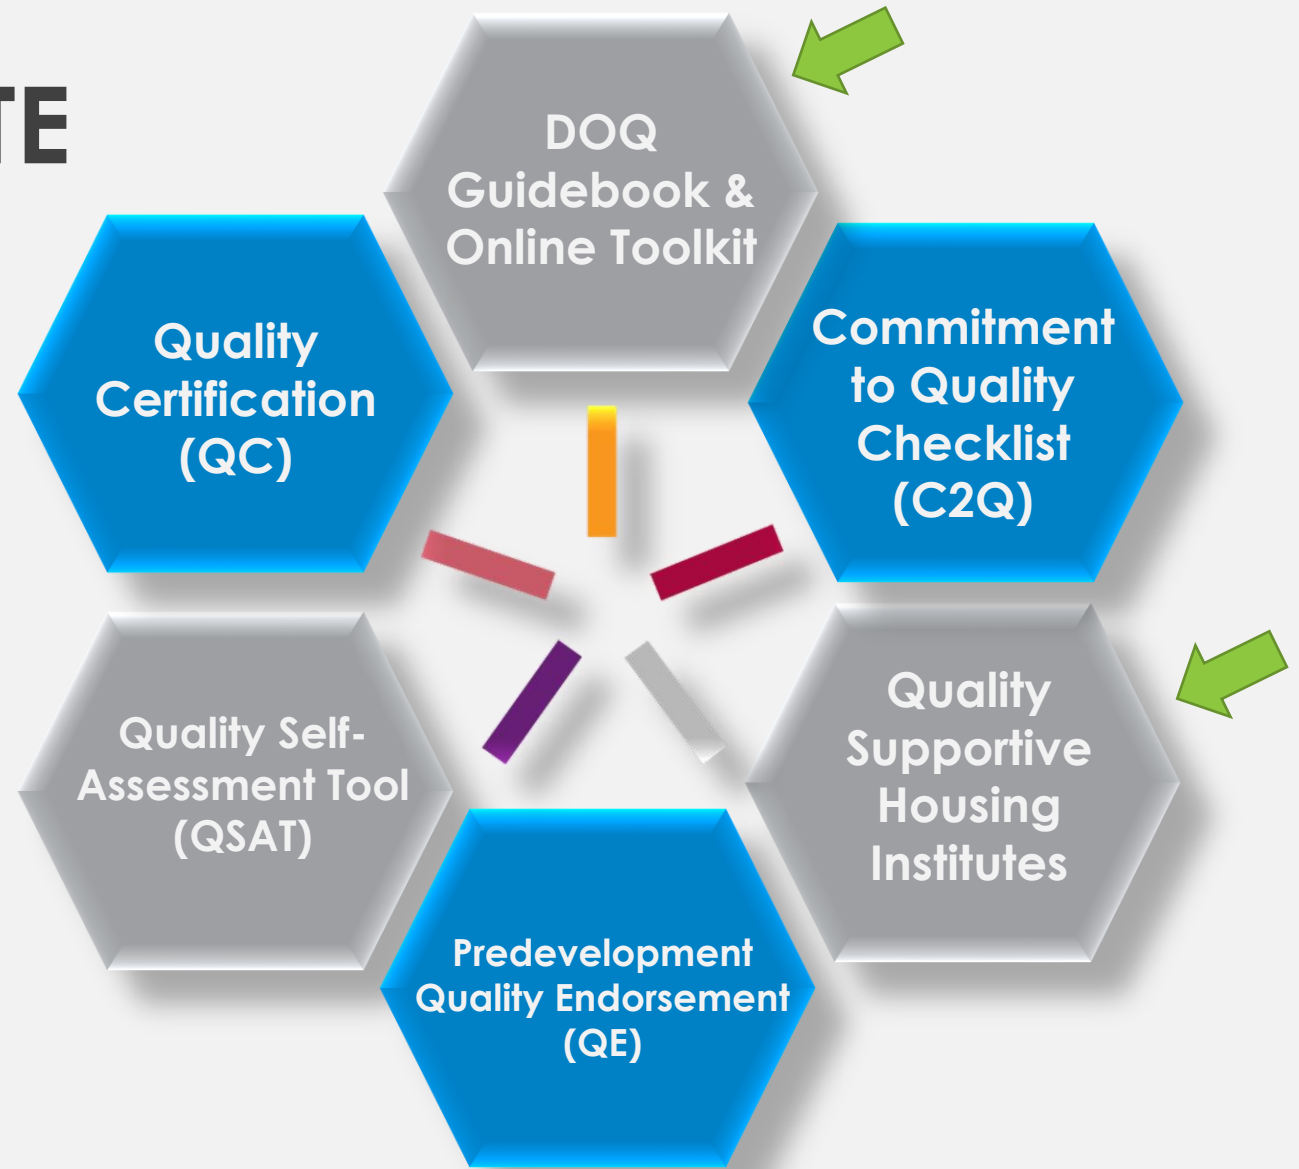 TE
DOQ
Guidebook &
Online Toolkit
Quality
Certification
(QC)
Commitment
to Quality
Checklist
(C2Q)
Quality Self-
Assessment Tool
(QSAT)
Quality
Supportive
Housing
Institutes
Predevelopment
Quality Endorsement
(QE)